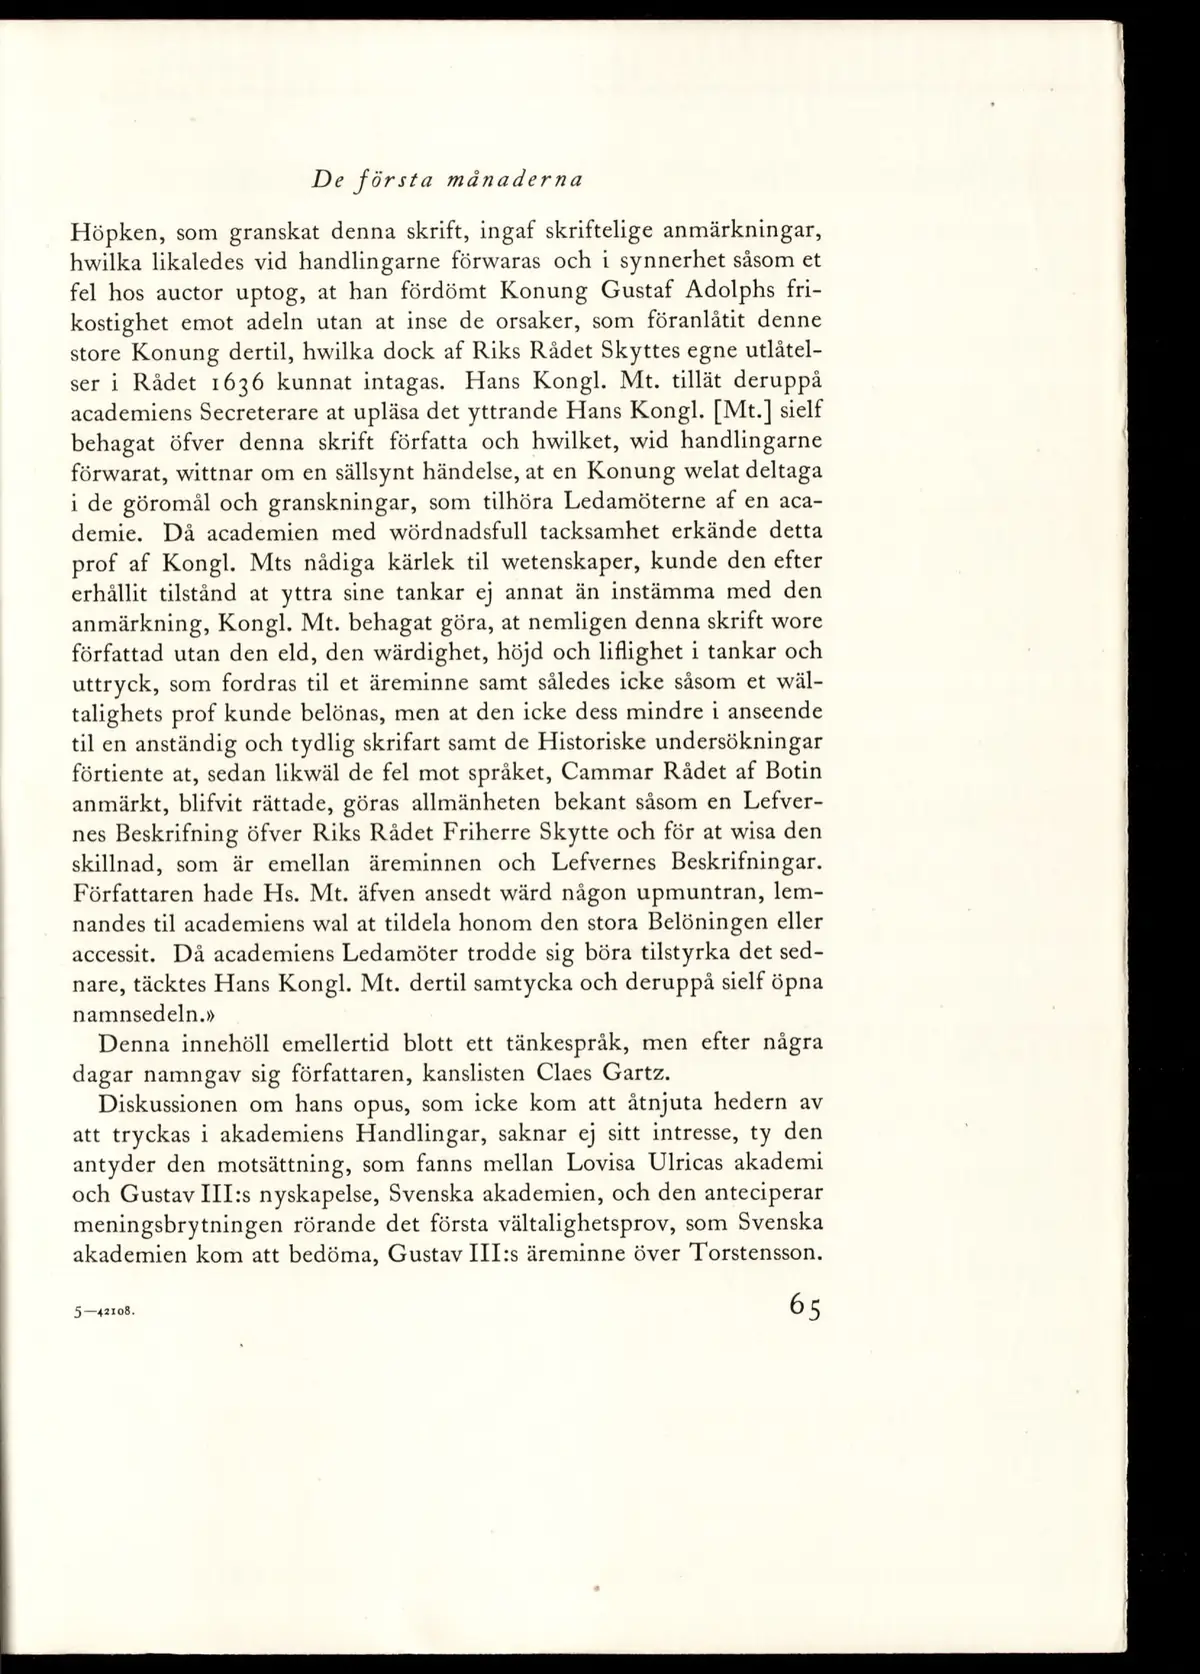 De första månaderna
Höpken, som granskat denna skrift, ingaf skriftelige anmärkningar,
hwilka likaledes vid handlingarne förwaras och i synnerhet såsom et
fel hos auctor uptog, at han fördömt Konung Gustaf Adolphs fri-
kostighet emot adeln utan at inse de orsaker, som föranlåtit denne
store Konung dertil, hwilka dock af Riks Rådet Skyttes egne utlåtel-
ser i Rådet 1636 kunnat intagas. Hans Kongl. Mt. tillät deruppå
academiens Secreterare at upläsa det yttrande Hans Kongl. [Mt.] sielf
behagat öfver denna skrift författa och hwilket, wid handlingarne
förwarat, wittnar om en sällsynt händelse, at en Konung welat deltaga
i de göromål och granskningar, som tilhöra Ledamöterne af en aca-
demie. Då academien med wördnadsfull tacksamhet erkände detta
prof af Kongl. Mts nådiga kärlek til wetenskaper, kunde den efter
erhållit tilstånd at yttra sine tankar ej annat än instämma med den
anmärkning, Kongl. Mt. behagat göra, at nemligen denna skrift wore
författad utan den eld, den wärdighet, höjd och liflighet i tankar och
uttryck, som fordras til et äreminne samt således icke såsom et wäl-
talighets prof kunde belönas, men at den icke dess mindre i anseende
til en anständig och tydlig skrifart samt de Historiske undersökningar
förtiente at, sedan likwäl de fel mot språket, Cammar Rådet af Botin
anmärkt, blifvit rättade, göras allmänheten bekant såsom en Lefver-
nes Beskrifning öfver Riks Rådet Friherre Skytte och för at wisa den
skillnad, som är emellan äreminnen och Lefvernes Beskrifningar.
Författaren hade Hs. Mt. äfven ansedt wärd någon upmuntran, lem-
nandes til academiens wal at tildela honom den stora Belöningen eller
accessit. Då academiens Ledamöter trodde sig böra tilstyrka det sed-
nare, täcktes Hans Kongl. Mt. dertil samtycka och deruppå sielf öpna
namnsedeln.»
Denna innehöll emellertid blott ett tänkespråk, men efter några
dagar namngav sig författaren, kanslisten Claes Gartz.
Diskussionen om hans opus, som icke kom att åtnjuta hedern av
att tryckas i akademiens Handlingar, saknar ej sitt intresse, ty den
antyder den motsättning, som fanns mellan Lovisa Ulricas akademi
och Gustav III:s nyskapelse, Svenska akademien, och den anteciperar
meningsbrytningen rörande det första vältalighetsprov, som Svenska
akademien kom att bedöma, Gustav III:s äreminne över Torstensson.
5—42108.
65